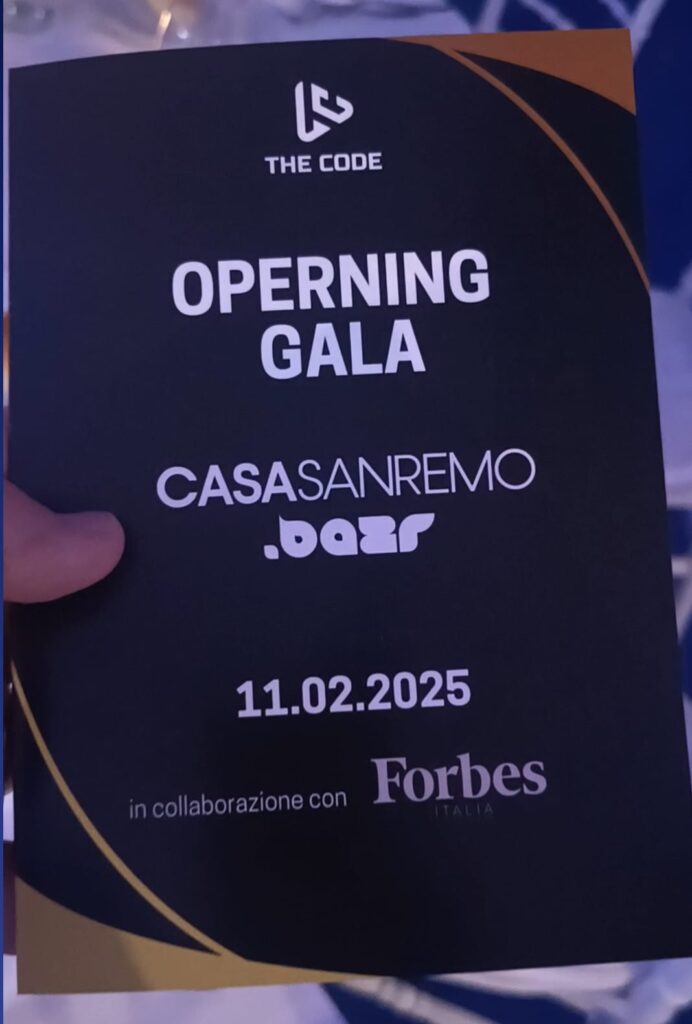 THE CODE
OPERNING
GALA
CASASANREMO
.bazr
11.02.2025
in collaborazione con Forbes
ITALIA